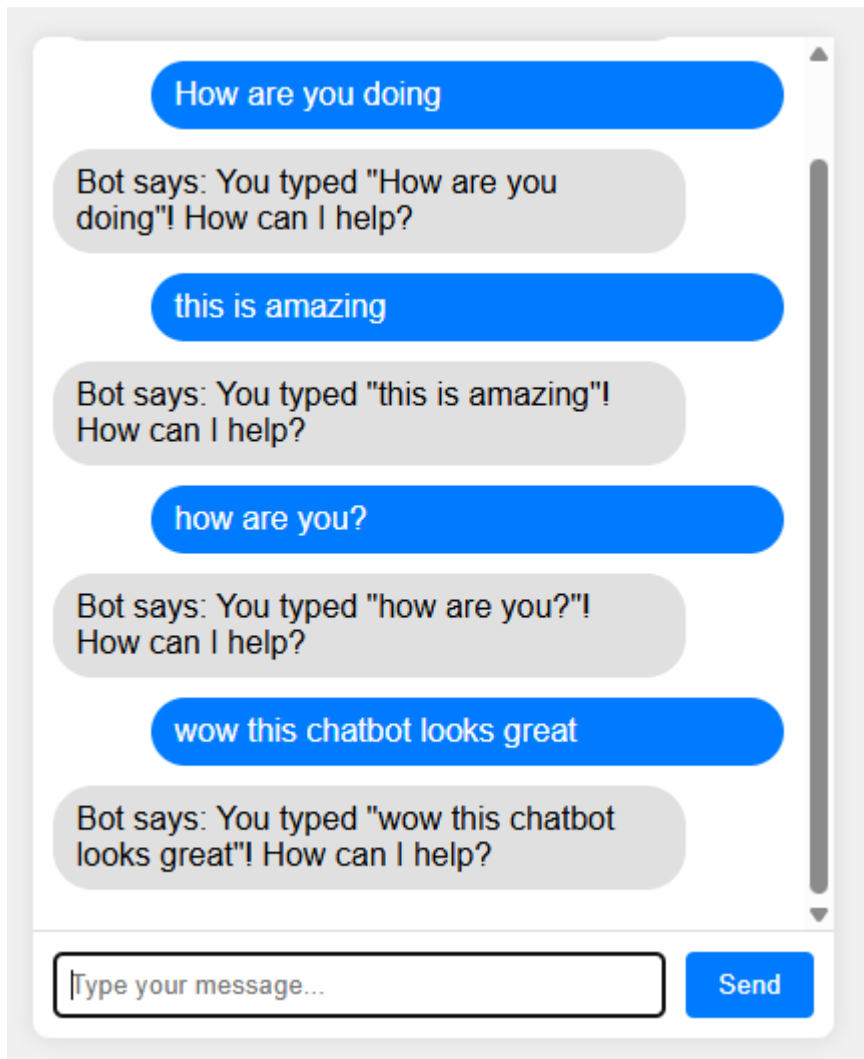 How are you doing
Bot says: You typed "How are you
doing"! How can I help?
this is amazing
Bot says: You typed "this is amazing"!
How can I help?
how are you?
Bot says: You typed "how are you?"!
How can I help?
wow this chatbot looks great
Bot says: You typed "wow this chatbot
looks great"! How can I help?
Type your message...
Send